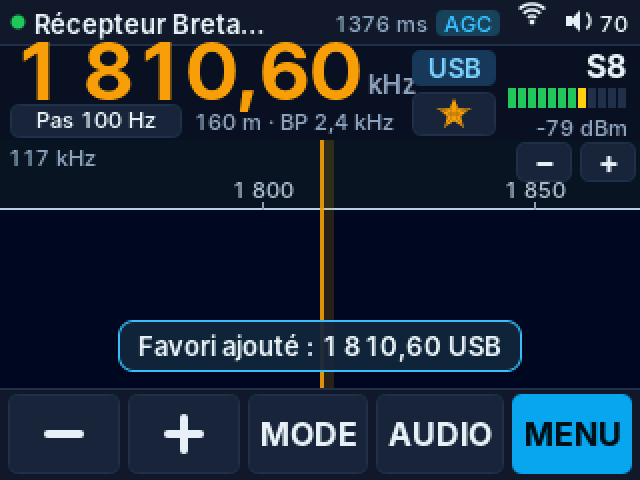 Récepteur Breta... 1376 ms AGC 70
1 810,60 kHz USB S8
Pas 100 Hz 160 m · BP 2,4 kHz -79 dBm
117 kHz − +
1 800 1 850
Favori ajouté : 1 810,60 USB
− + MODE AUDIO MENU